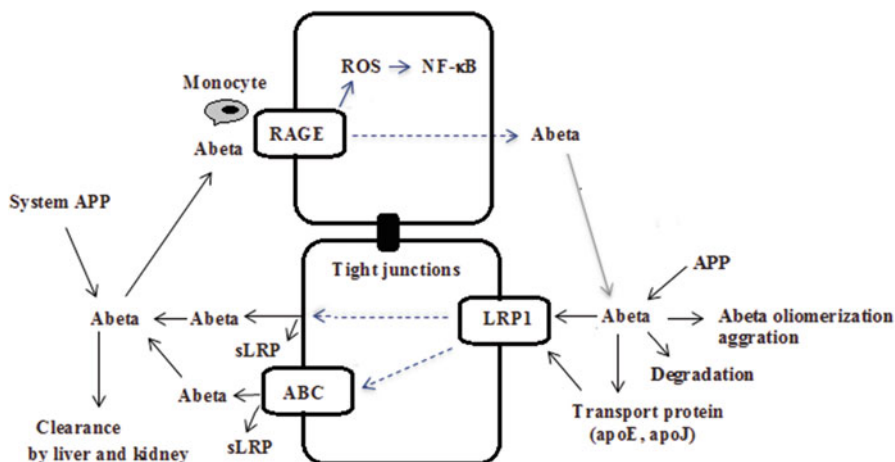 ROS NF-κB
Monocyte
RAGE
Abeta
Abeta
System APP
Tight junctions
APP
Abeta
Abeta
LRP1
Abeta
Abeta oliomerization
aggration
sLRP
Abeta
ABC
Degradation
Clearance
by liver and kidney
sLRP
Transport protein
(apoE, apoJ)